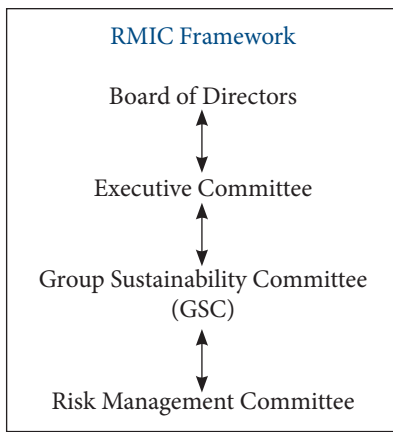 RMIC Framework
Board of Directors
Executive Committee
Group Sustainability Committee
(GSC)
Risk Management Committee